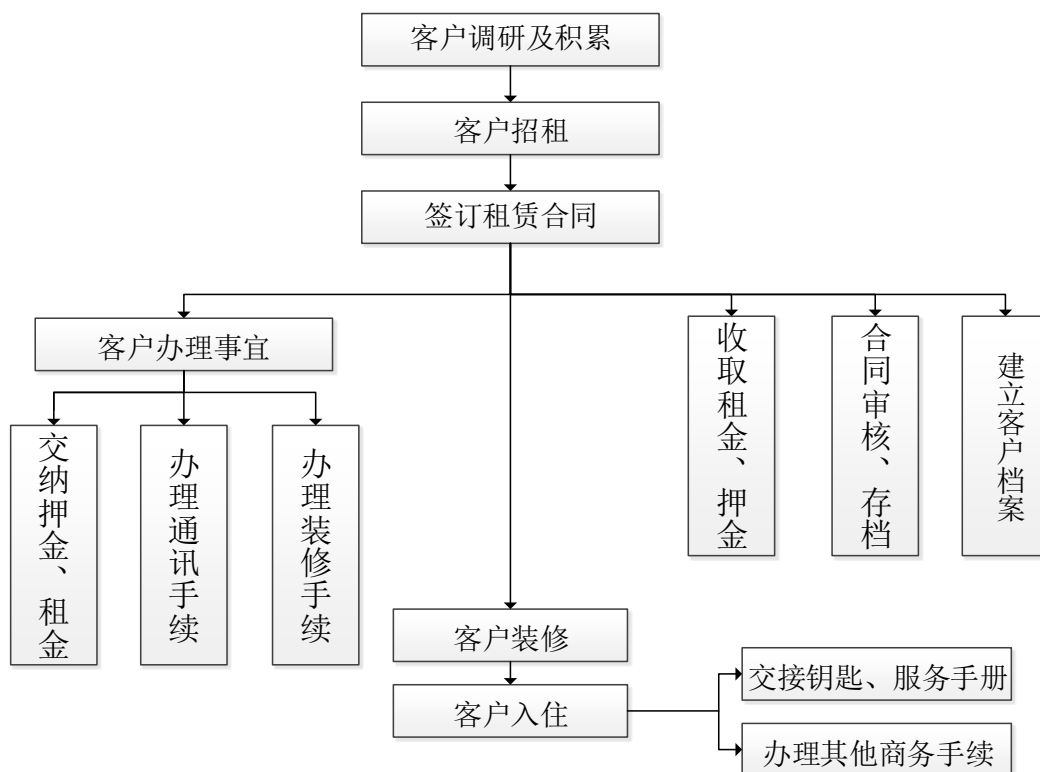 客户调研及积累
客户招租
签订租赁合同
客户办理事宜
交纳押金、租金
办理通讯手续
办理装修手续
收取租金、押金
合同审核、存档
建立客户档案
客户装修
客户入住
交接钥匙、服务手册
办理其他商务手续